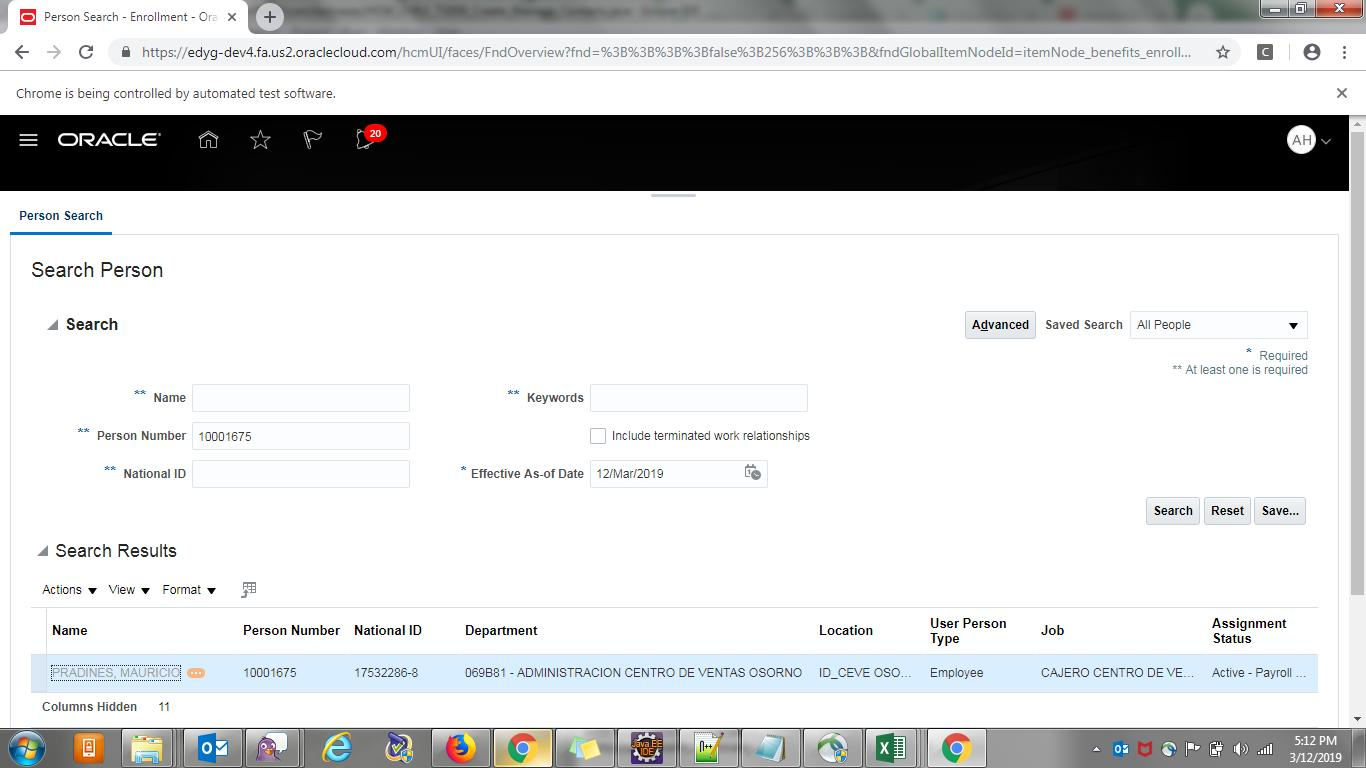 Person Search - Enrollment - Ora
https://edyg-dev4.fa.us2.oraclecloud.com/hcmUI/faces/FndOverview?fnd=%3B%3B%3B%3Bfalse%3B256%3B%3B%3B&fndGlobalItemNodeId=itemNode_benefits_enroll...
C
Chrome is being controlled by automated test software.
ORACLE
20
AH
Person Search
Search Person
Search
Advanced Saved Search All People
* Required
** At least one is required
** Name
** Keywords
** Person Number 10001675
Include terminated work relationships
** National ID
* Effective As-of Date 12/Mar/2019
Search Reset Save...
Search Results
Actions View Format
Name Person Number National ID Department Location User Person Type Job Assignment Status
PRADINES, MAURICIO 10001675 17532286-8 069B81 - ADMINISTRACION CENTRO DE VENTAS OSORNO ID_CEVE OSO... Employee CAJERO CENTRO DE VE... Active - Payroll ...
Columns Hidden 11
Java EE IDE
5:12 PM
3/12/2019